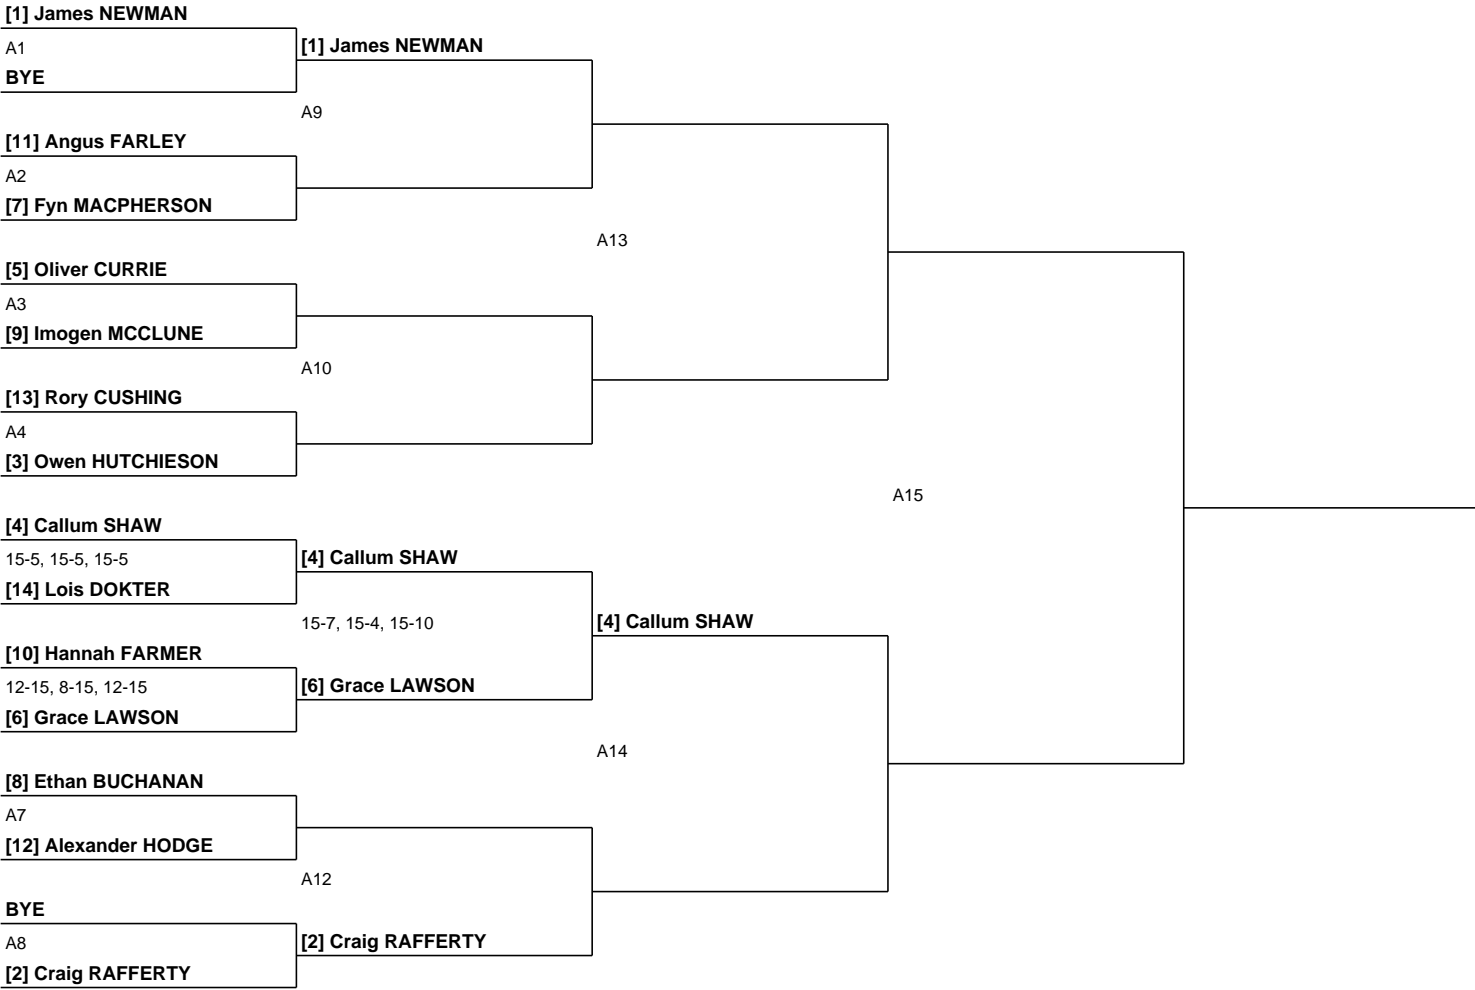 [1] James NEWMAN
A1
BYE
[1] James NEWMAN
A9
[11] Angus FARLEY
A2
[7] Fyn MACPHERSON
A13
[5] Oliver CURRIE
A3
[9] Imogen MCCLUNE
A10
[13] Rory CUSHING
A4
[3] Owen HUTCHIESON
A15
[4] Callum SHAW
15-5, 15-5, 15-5
[14] Lois DOKTER
[4] Callum SHAW
15-7, 15-4, 15-10
[4] Callum SHAW
[10] Hannah FARMER
12-15, 8-15, 12-15
[6] Grace LAWSON
[6] Grace LAWSON
A14
[8] Ethan BUCHANAN
A7
[12] Alexander HODGE
A12
BYE
A8
[2] Craig RAFFERTY
[2] Craig RAFFERTY